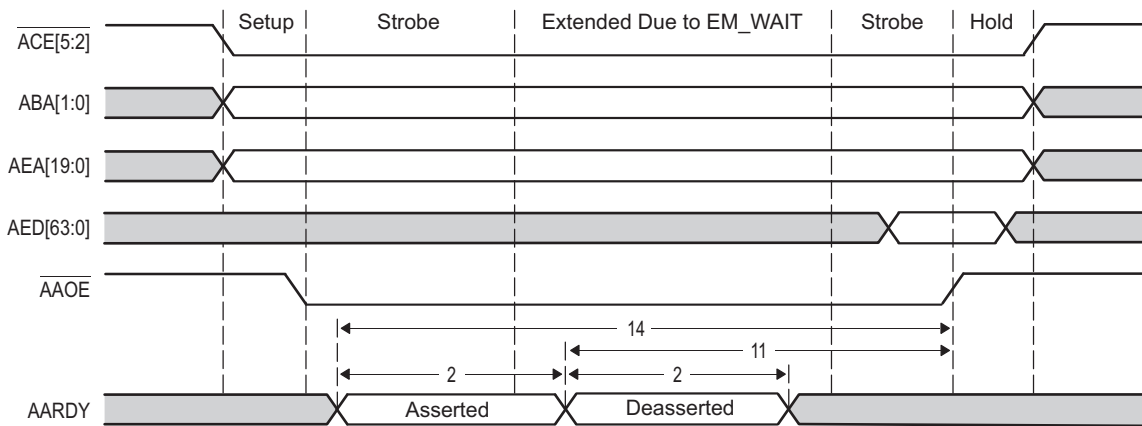 Setup Strobe Extended Due to EM_WAIT Strobe Hold
ACE[5:2]
ABA[1:0]
AEA[19:0]
AED[63:0]
AAOE
14
11
2 2
AARDY Asserted Deasserted